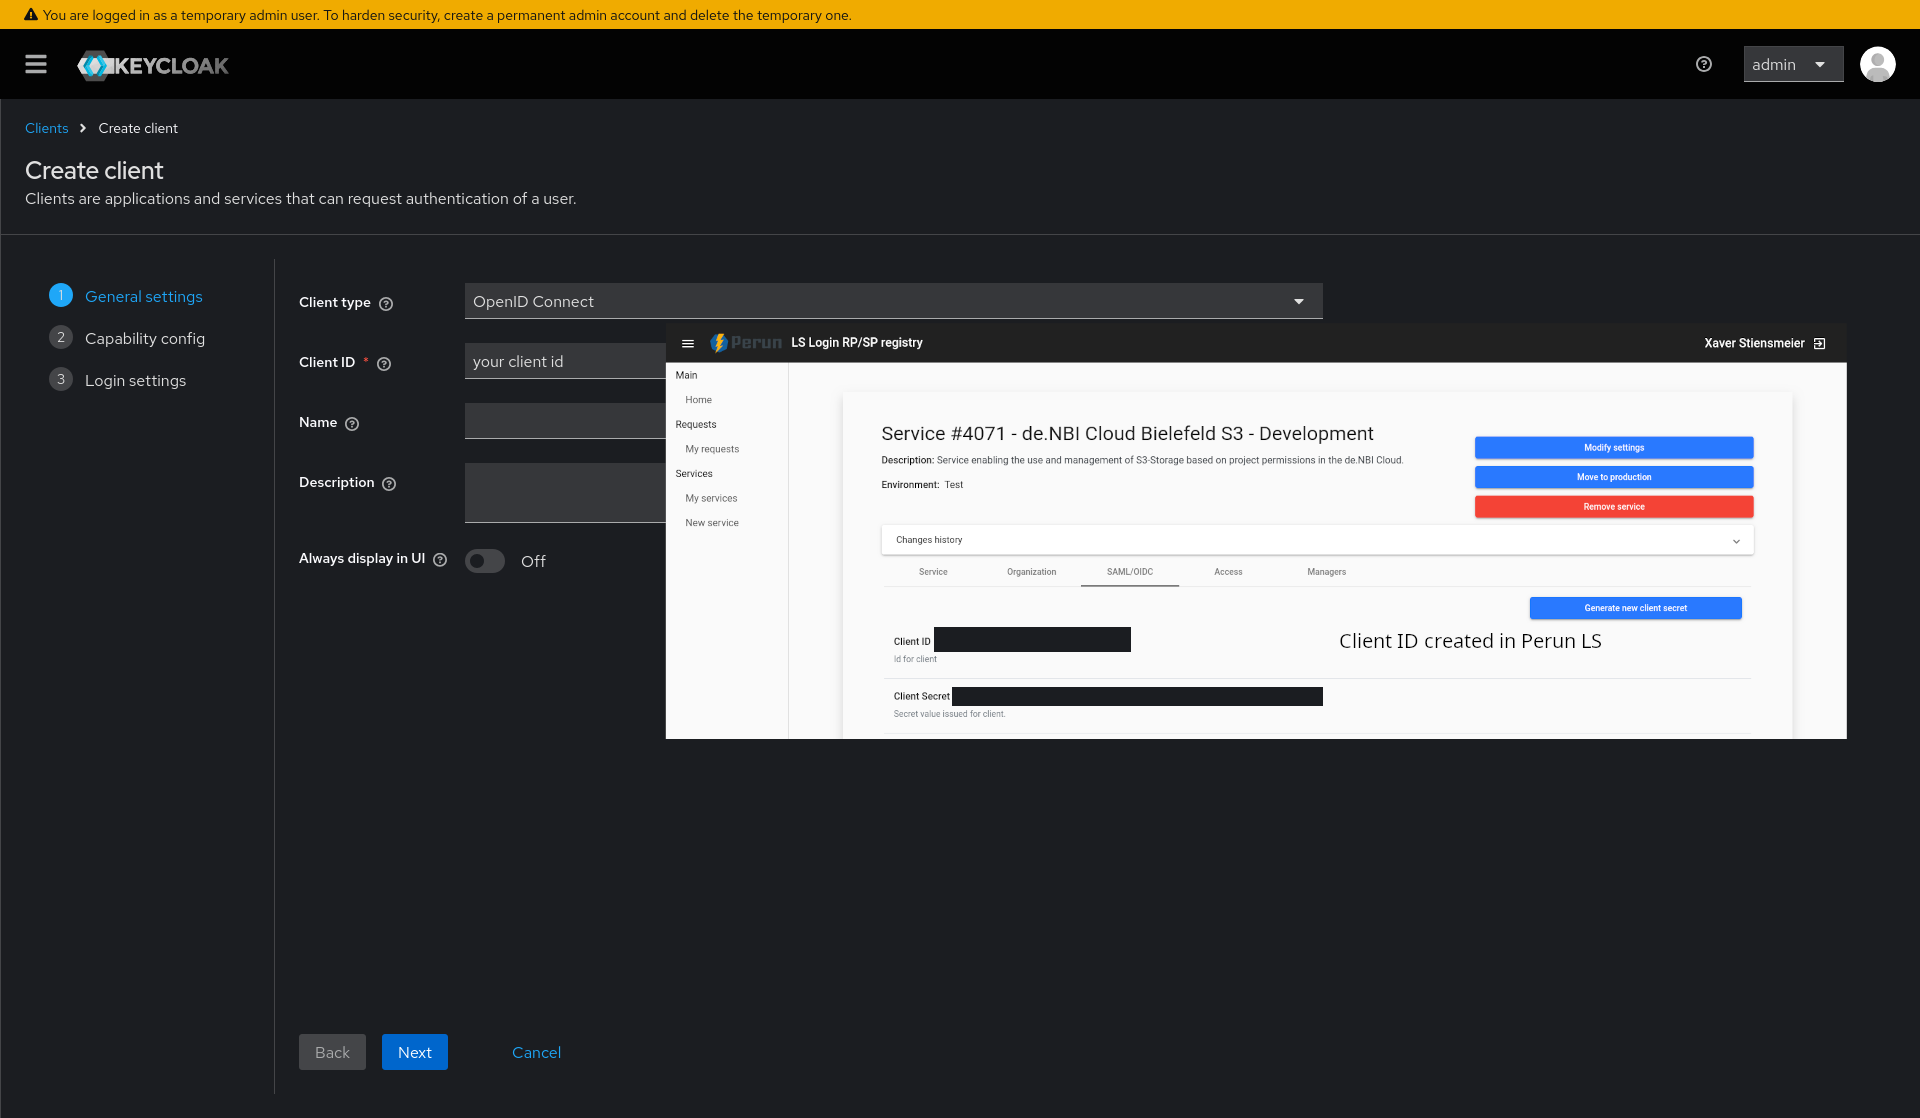 You are logged in as a temporary admin user. To harden security, create a permanent admin account and delete the temporary one.
KEYCLOAK
admin
Clients
Create client
Create client
Clients are applications and services that can request authentication of a user.
1 General settings
2 Capability config
3 Login settings
Client type
OpenID Connect
Client ID *
your client id
Name
Description
Always display in UI
Off
Perun
LS Login RP/SP registry
Xaver Stiensmeier
Main
Home
Requests
My requests
Services
My services
New service
Service #4071 - de.NBI Cloud Bielefeld S3 - Development
Description: Service enabling the use and management of S3-Storage based on project permissions in the de.NBI Cloud.
Environment: Test
Modify settings
Move to production
Remove service
Changes history
Service
Organization
SAML/OIDC
Access
Managers
Generate new client secret
Client ID
Id for client
Client ID created in Perun LS
Client Secret
Secret value issued for client.
Back
Next
Cancel